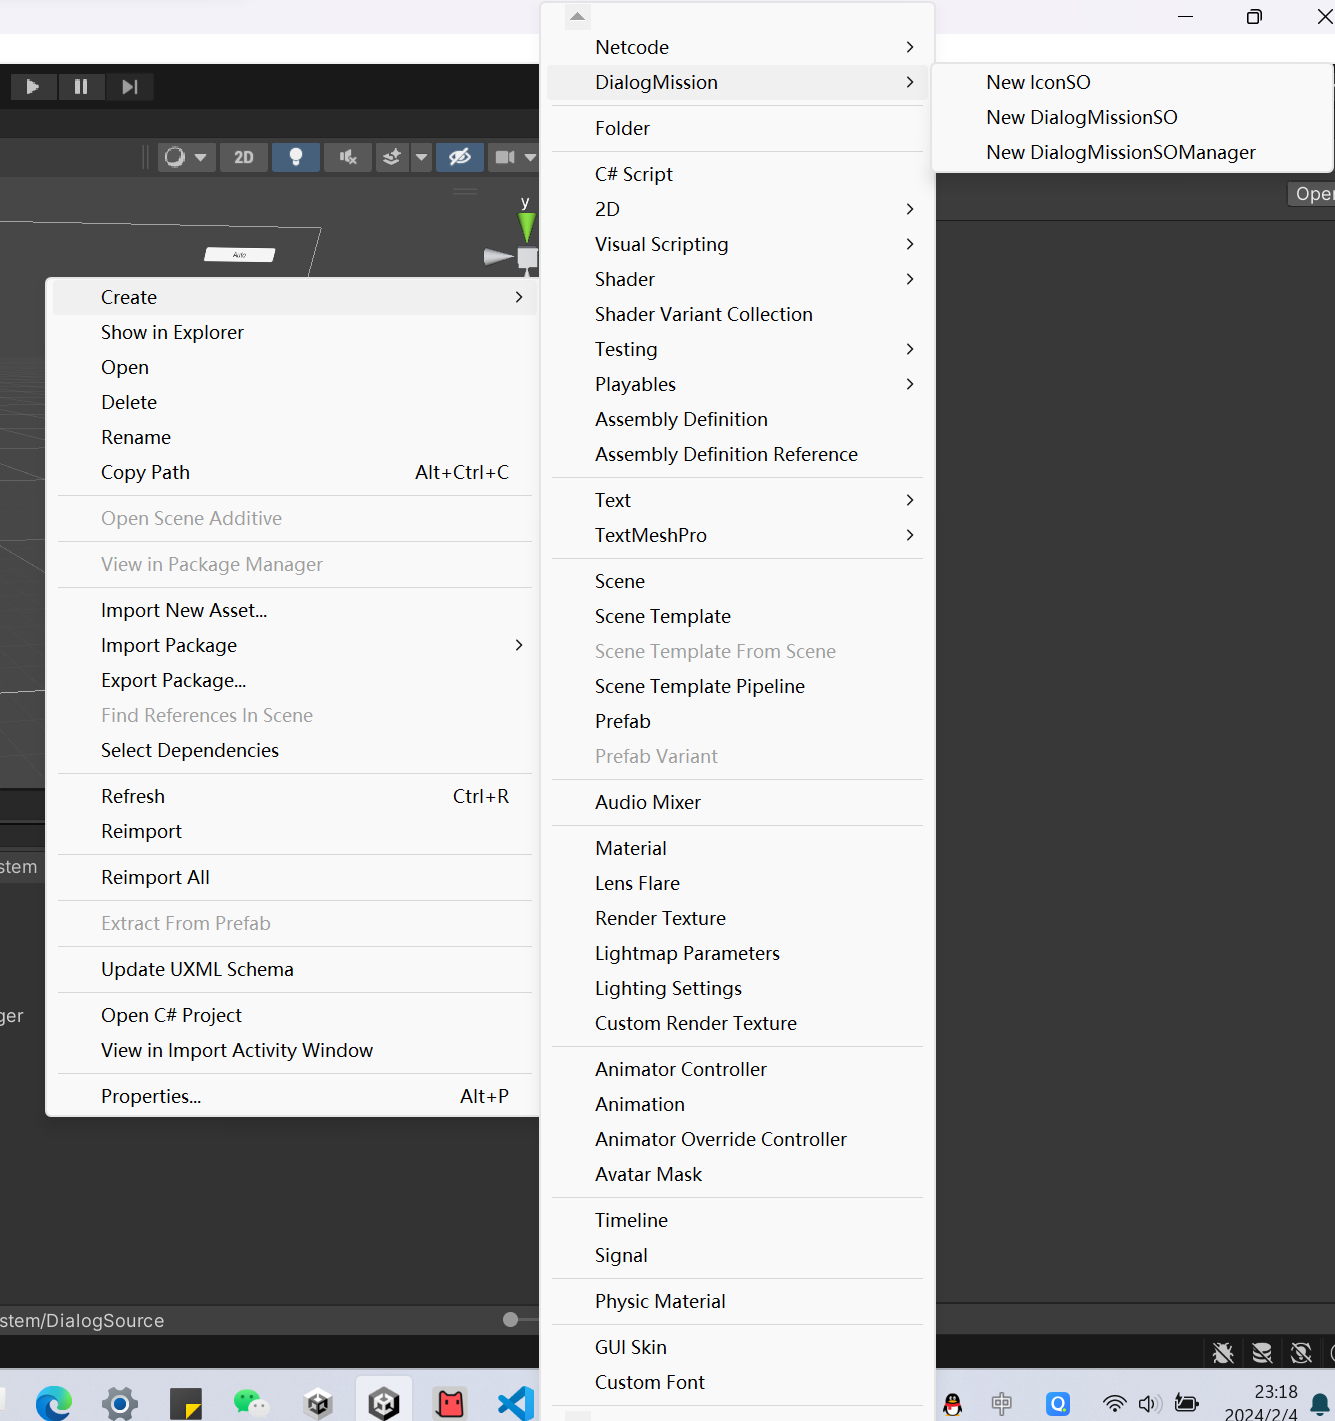 2D
y
Auto
Create
Show in Explorer
Open
Delete
Rename
Copy Path Alt+Ctrl+C
Open Scene Additive
View in Package Manager
Import New Asset...
Import Package
Export Package...
Find References In Scene
Select Dependencies
Refresh Ctrl+R
Reimport
Reimport All
Extract From Prefab
Update UXML Schema
Open C# Project
View in Import Activity Window
Properties... Alt+P
Netcode
DialogMission
Folder
C# Script
2D
Visual Scripting
Shader
Shader Variant Collection
Testing
Playables
Assembly Definition
Assembly Definition Reference
Text
TextMeshPro
Scene
Scene Template
Scene Template From Scene
Scene Template Pipeline
Prefab
Prefab Variant
Audio Mixer
Material
Lens Flare
Render Texture
Lightmap Parameters
Lighting Settings
Custom Render Texture
Animator Controller
Animation
Animator Override Controller
Avatar Mask
Timeline
Signal
Physic Material
GUI Skin
Custom Font
New IconSO
New DialogMissionSO
New DialogMissionSOManager
Oper
stem
ger
stem/DialogSource
中
23:18
2024/2/4